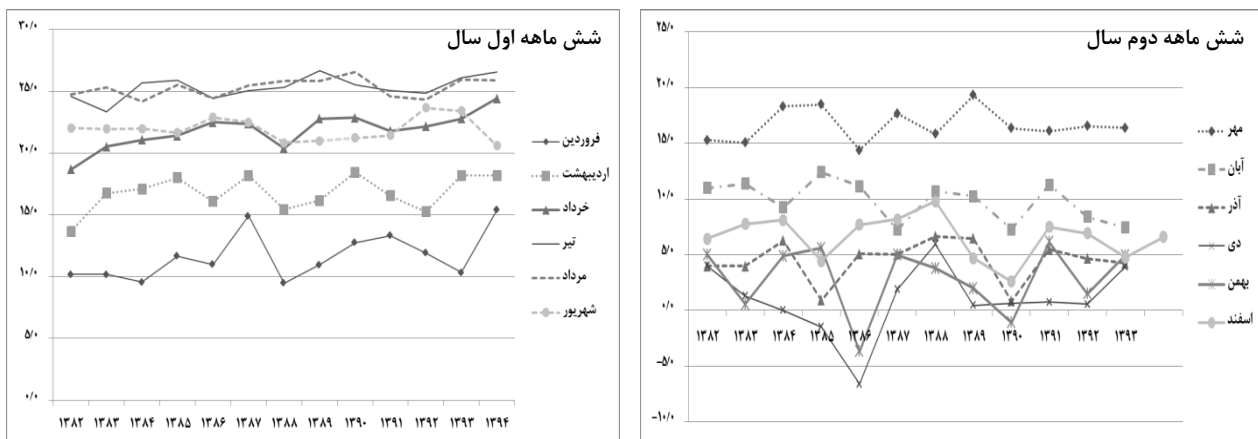 شش ماهه اول سال
۳۰/۰
۲۵/۰
۲۰/۰
۱۵/۰
۱۰/۰
۵/۰
۰/۰
۱۳۸۲ ۱۳۸۳ ۱۳۸۴ ۱۳۸۵ ۱۳۸۶ ۱۳۸۷ ۱۳۸۸ ۱۳۸۹ ۱۳۹۰ ۱۳۹۱ ۱۳۹۲ ۱۳۹۳ ۱۳۹۴
فروردین
اردیبهشت
خرداد
تیر
مرداد
شهریور
شش ماهه دوم سال
۲۵/۰
۲۰/۰
۱۵/۰
۱۰/۰
۵/۰
۰/۰
-۵/۰
-۱۰/۰
۱۳۸۲ ۱۳۸۳ ۱۳۸۴ ۱۳۸۵ ۱۳۸۶ ۱۳۸۷ ۱۳۸۸ ۱۳۸۹ ۱۳۹۰ ۱۳۹۱ ۱۳۹۲ ۱۳۹۳
مهر
آبان
آذر
دی
بهمن
اسفند